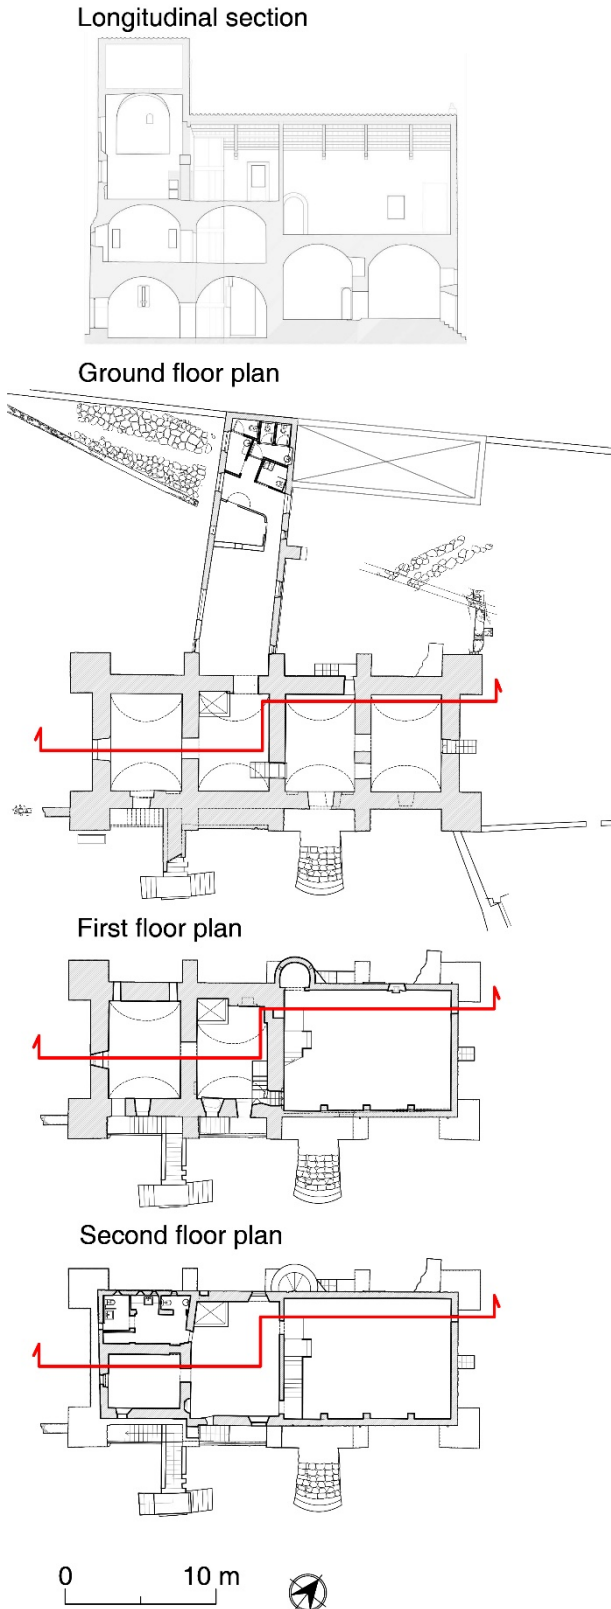 Longitudinal section
Ground floor plan
First floor plan
Second floor plan
0 10 m